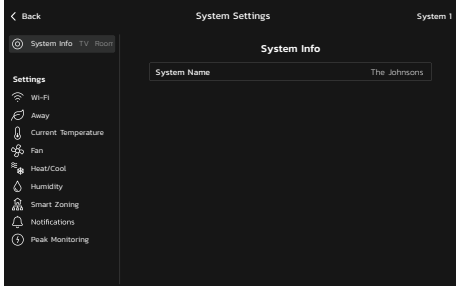 Back
System Settings
System 1
System Info TV Room
System Info
System Name
The Johnsons
Settings
Wi-Fi
Away
Current Temperature
Fan
Heat/Cool
Humidity
Smart Zoning
Notifications
Peak Monitoring